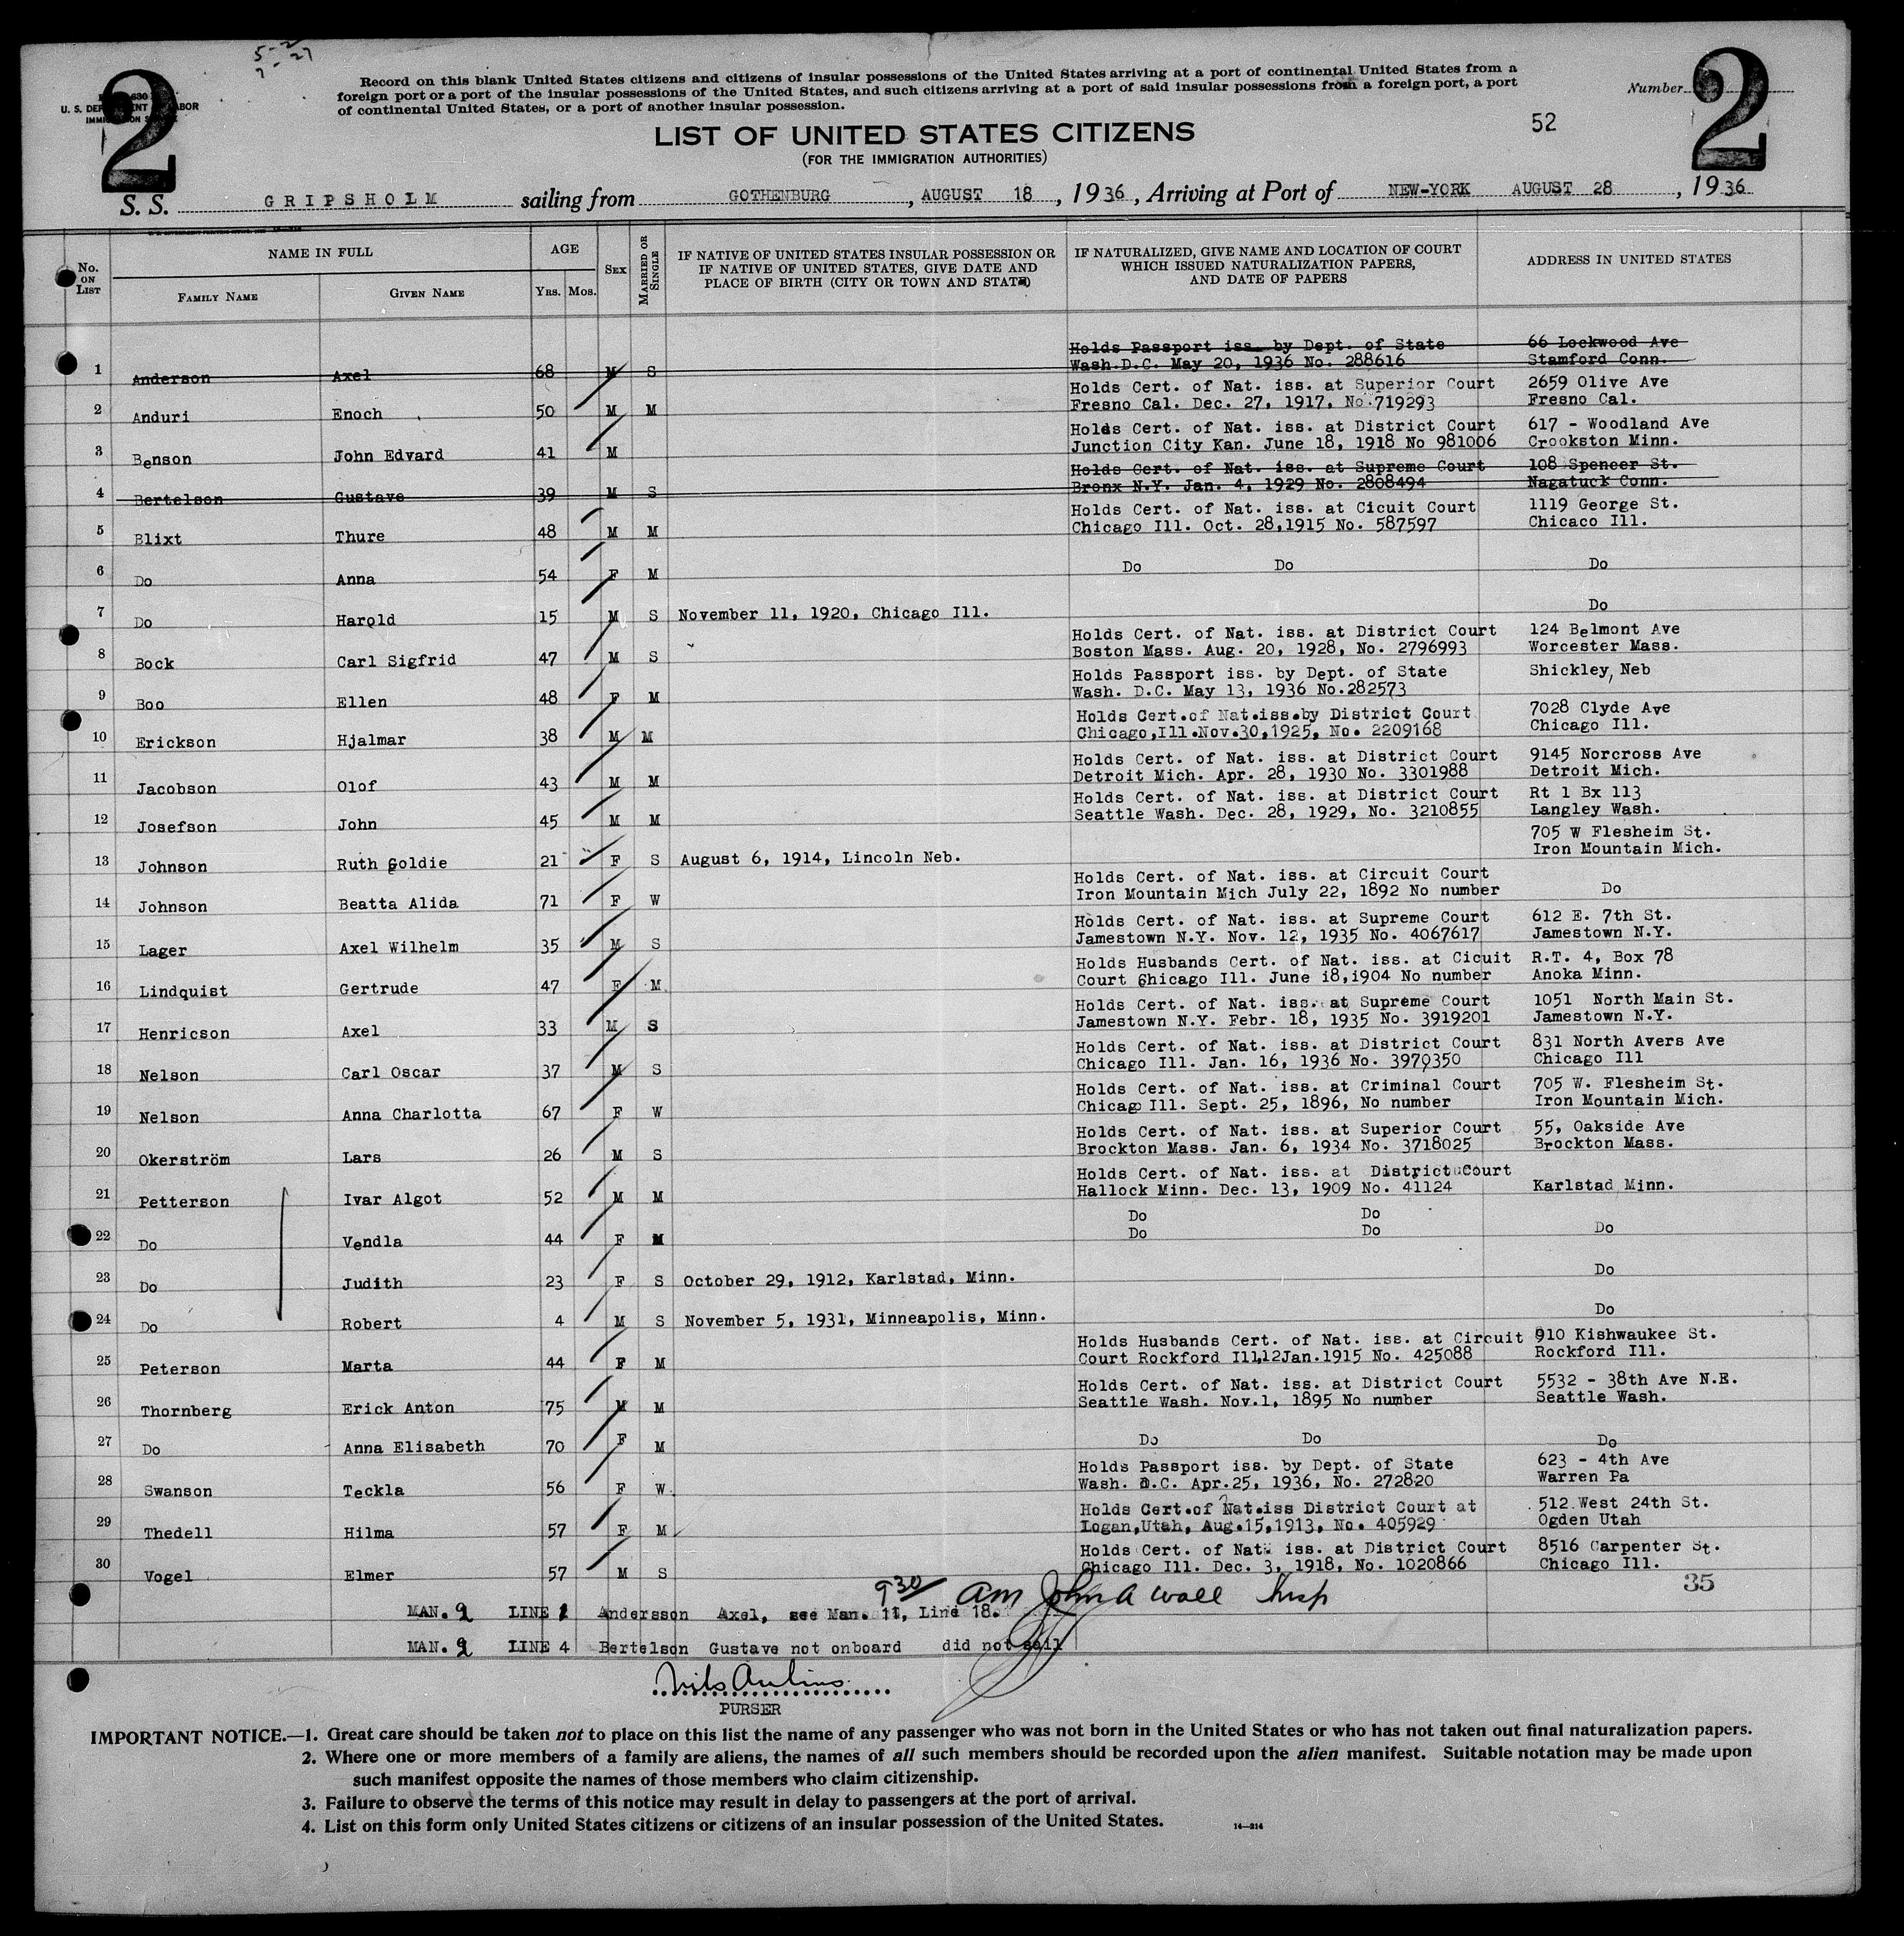 5-2
7-27
2
630
U. S. DEPARTMENT OF LABOR
IMMIGRATION SERVICE
Record on this blank United States citizens and citizens of insular possessions of the United States arriving at a port of continental United States from a
foreign port or a port of the insular possessions of the United States, and such citizens arriving at a port of said insular possessions from a foreign port, a port
of continental United States, or a port of another insular possession.
Number
2
52
LIST OF UNITED STATES CITIZENS
(FOR THE IMMIGRATION AUTHORITIES)
S. S. GRIPSHOLM sailing from GOTHENBURG, AUGUST 18, 1936, Arriving at Port of NEW-YORK AUGUST 28, 1936
No. ON LIST
NAME IN FULL
FAMILY NAME
GIVEN NAME
AGE
YRS. MOS.
SEX
MARRIED OR SINGLE
IF NATIVE OF UNITED STATES INSULAR POSSESSION OR
IF NATIVE OF UNITED STATES, GIVE DATE AND
PLACE OF BIRTH (CITY OR TOWN AND STATE)
IF NATURALIZED, GIVE NAME AND LOCATION OF COURT
WHICH ISSUED NATURALIZATION PAPERS,
AND DATE OF PAPERS
ADDRESS IN UNITED STATES
Holds Passport iss. by Dept. of State 66 Lockwood Ave
1 Anderson Axel 68 M S Wash.D.C. May 20, 1936 No. 288616 Stamford Conn.
Holds Cert. of Nat. iss. at Superior Court 2659 Olive Ave
2 Anduri Enoch 50 M M Fresno Cal. Dec. 27, 1917, No.719293 Fresno Cal.
Holds Cert. of Nat. iss. at District Court 617 - Woodland Ave
3 Benson John Edvard 41 M Junction City Kan. June 18, 1918 No 981006 Crookston Minn.
Holds Cert. of Nat. iss. at Supreme Court 108 Spencer St.
4 Bertelson Gustave 39 M S Bronx N.Y. Jan. 4, 1929 No. 2808494 Nagatuck Conn.
Holds Cert. of Nat. iss. at Cicuit Court 1119 George St.
5 Blixt Thure 48 M M Chicago Ill. Oct. 28,1915 No. 587597 Chicaco Ill.
6 Do Anna 54 F M Do Do Do
7 Do Harold 15 M S November 11, 1920, Chicago Ill. Do
Holds Cert. of Nat. iss. at District Court 124 Belmont Ave
8 Bock Carl Sigfrid 47 M S Boston Mass. Aug. 20, 1928, No. 2796993 Worcester Mass.
Holds Passport iss. by Dept. of State Shickley, Neb
9 Boo Ellen 48 F M Wash. D.C. May 13, 1936 No.282573
Holds Cert.of Nat.iss.by District Court 7028 Clyde Ave
10 Erickson Hjalmar 38 M M Chicago,Ill.Nov.30,1925, No. 2209168 Chicago Ill.
Holds Cert. of Nat. iss. at District Court 9145 Norcross Ave
11 Jacobson Olof 43 M M Detroit Mich. Apr. 28, 1930 No. 3301988 Detroit Mich.
Holds Cert. of Nat. iss. at District Court Rt 1 Bx 113
12 Josefson John 45 M M Seattle Wash. Dec. 28, 1929, No. 3210855 Langley Wash.
705 W Flesheim St.
13 Johnson Ruth Goldie 21 F S August 6, 1914, Lincoln Neb. Iron Mountain Mich.
Holds Cert. of Nat. iss. at Circuit Court
14 Johnson Beatta Alida 71 F W Iron Mountain Mich July 22, 1892 No number Do
Holds Cert. of Nat. iss. at Supreme Court 612 E. 7th St.
15 Lager Axel Wilhelm 35 M S Jamestown N.Y. Nov. 12, 1935 No. 4067617 Jamestown N.Y.
Holds Husbands Cert. of Nat. iss. at Cicuit R.T. 4, Box 78
16 Lindquist Gertrude 47 F M Court Chicago Ill. June 18,1904 No number Anoka Minn.
Holds Cert. of Nat. iss. at Supreme Court 1051 North Main St.
17 Henricson Axel 33 M S Jamestown N.Y. Febr. 18, 1935 No. 3919201 Jamestown N.Y.
Holds Cert. of Nat. iss. at District Court 831 North Avers Ave
18 Nelson Carl Oscar 37 M S Chicago Ill. Jan. 16, 1936 No. 3979350 Chicago Ill
Holds Cert. of Nat. iss. at Criminal Court 705 W. Flesheim St.
19 Nelson Anna Charlotta 67 F W Chicago Ill. Sept. 25, 1896, No number Iron Mountain Mich.
Holds Cert. of Nat. iss. at Superior Court 55, Oakside Ave
20 Okerström Lars 26 M S Brockton Mass. Jan. 6, 1934 No. 3718025 Brockton Mass.
Holds Cert. of Nat. iss. at District Court
21 Petterson Ivar Algot 52 M M Hallock Minn. Dec. 13, 1909 No. 41124 Karlstad Minn.
Do Do
22 Do Vendla 44 F M Do Do Do
23 Do Judith 23 F S October 29, 1912, Karlstad, Minn. Do
24 Do Robert 4 M S November 5, 1931, Minneapolis, Minn. Do
Holds Husbands Cert. of Nat. iss. at Circuit 910 Kishwaukee St.
25 Peterson Marta 44 F M Court Rockford Ill,12Jan.1915 No. 425088 Rockford Ill.
Holds Cert. of Nat. iss. at District Court 5532 - 38th Ave N.E.
26 Thornberg Erick Anton 75 M M Seattle Wash. Nov.1, 1895 No number Seattle Wash.
27 Do Anna Elisabeth 70 F M Do Do Do
Holds Passport iss. by Dept. of State 623 - 4th Ave
28 Swanson Teckla 56 F W. Wash. D.C. Apr.25, 1936, No. 272820 Warren Pa
Holds Cert.of Nat.iss District Court at 512 West 24th St.
29 Thedell Hilma 57 F M Logan,Utah, Aug.15,1913, No. 405929 Ogden Utah
Holds Cert. of Nat. iss. at District Court 8516 Carpenter St.
30 Vogel Elmer 57 M S Chicago Ill. Dec. 3, 1918, No. 1020866 Chicago Ill.
35
930 am John A Wall Insp
MAN. 2 LINE 1 Andersson Axel, see Man. 11, Line 18.
MAN. 2 LINE 4 Bertelson Gustave not onboard did not sail
PURSER
IMPORTANT NOTICE.—1. Great care should be taken not to place on this list the name of any passenger who was not born in the United States or who has not taken out final naturalization papers.
2. Where one or more members of a family are aliens, the names of all such members should be recorded upon the alien manifest. Suitable notation may be made upon
such manifest opposite the names of those members who claim citizenship.
3. Failure to observe the terms of this notice may result in delay to passengers at the port of arrival.
4. List on this form only United States citizens or citizens of an insular possession of the United States.
14—214